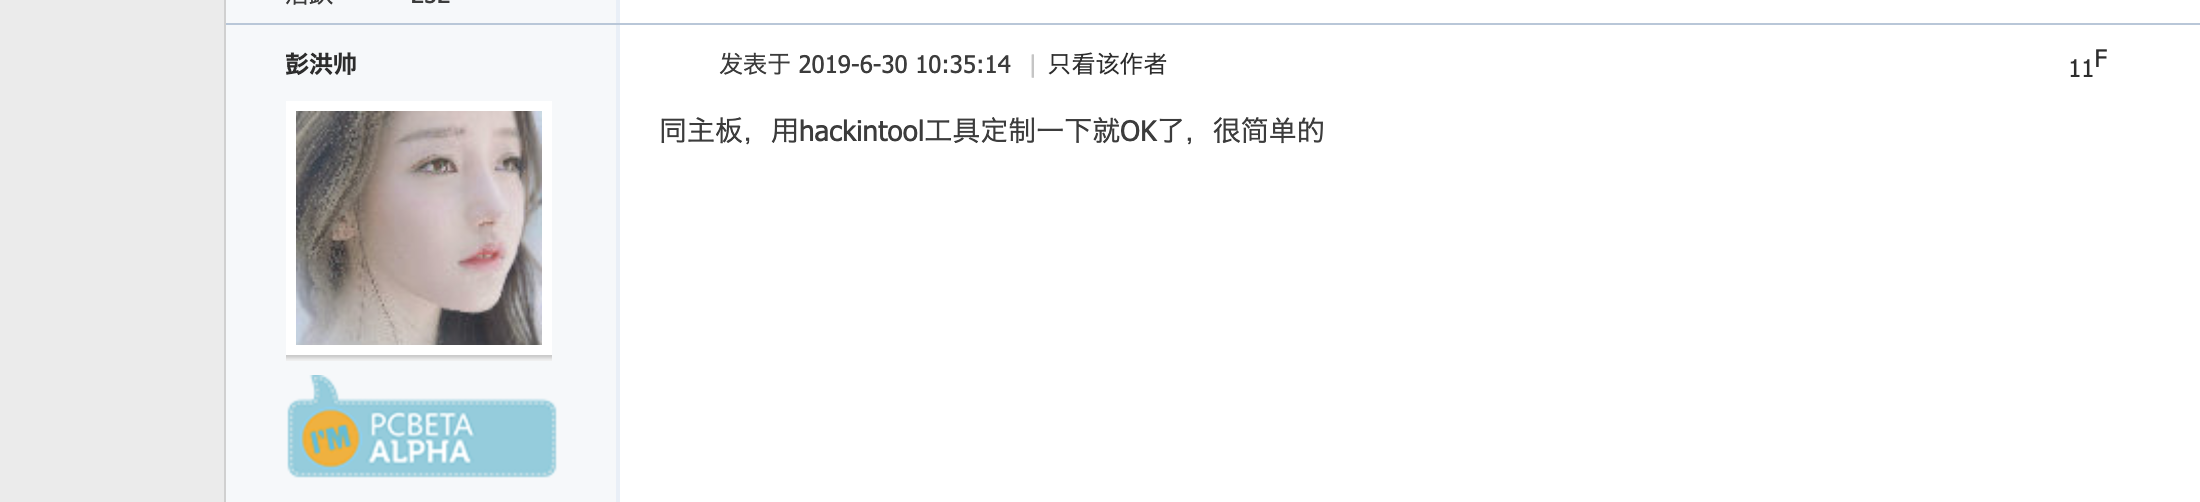 彭洪帅
发表于 2019-6-30 10:35:14 | 只看该作者
11F
同主板，用hackintool工具定制一下就OK了，很简单的
I'M
PCBETA
ALPHA